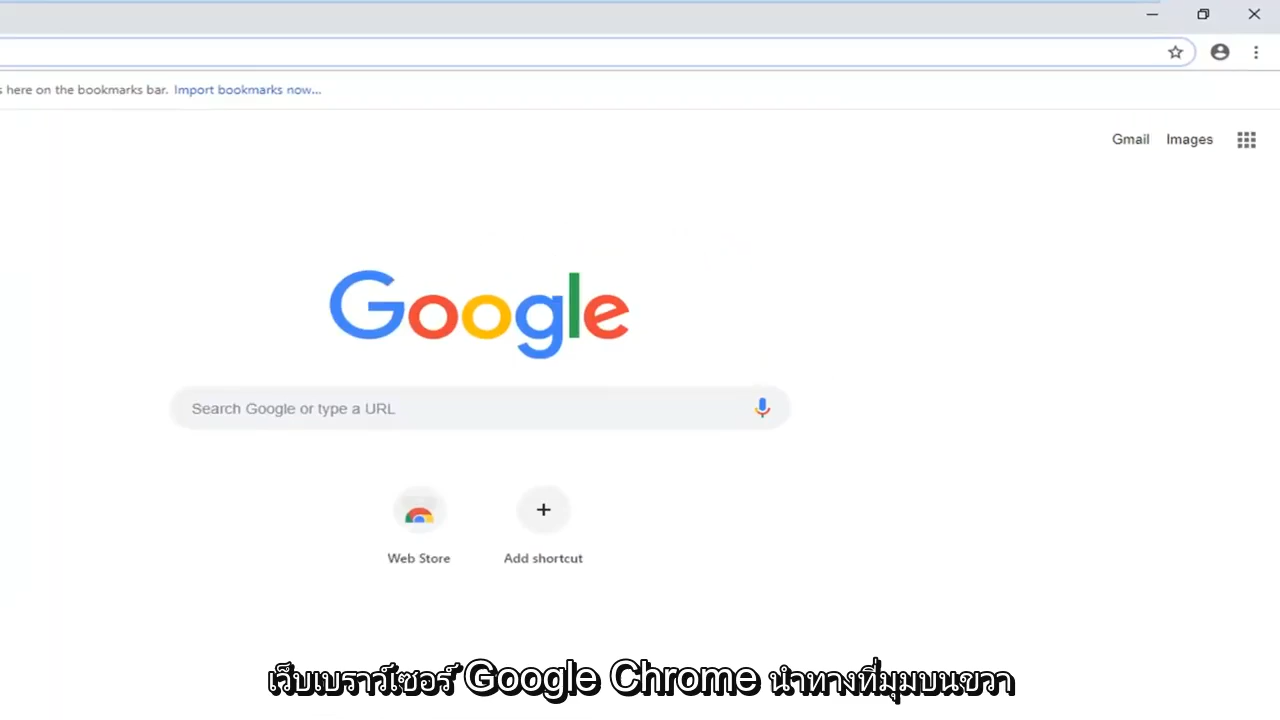 here on the bookmarks bar. Import bookmarks now...
Gmail Images
Google
Search Google or type a URL
Web Store Add shortcut
เว็บเบราว์เซอร์ Google Chrome นำทางที่มุมบนขวา